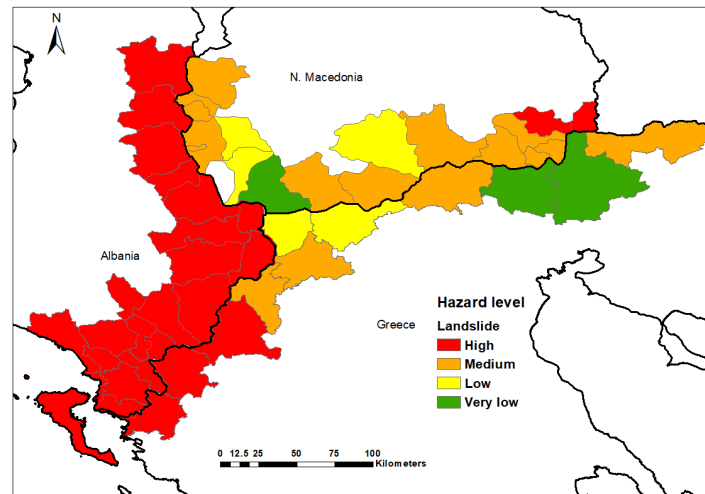 N
N. Macedonia
Albania
Greece
Hazard level
Landslide
High
Medium
Low
Very low
0 12.5 25 50 75 100
Kilometers